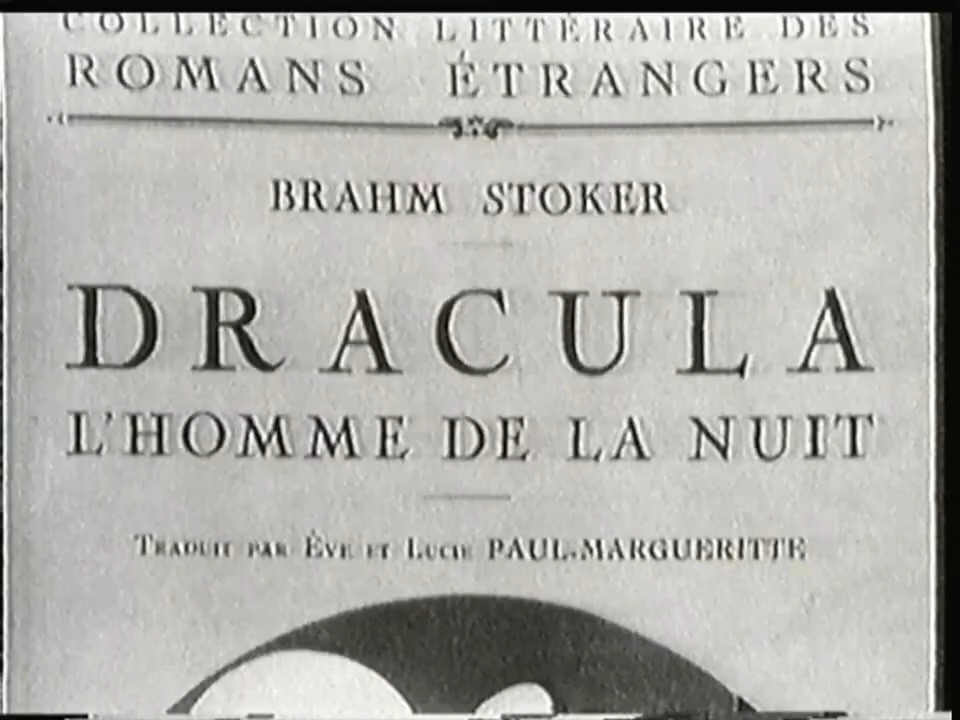 COLLECTION LITTÉRAIRE DES
ROMANS ÉTRANGERS
BRAHM STOKER
DRACULA
L'HOMME DE LA NUIT
TRADUIT PAR ÈVE ET LUCIE PAUL-MARGUERITTE